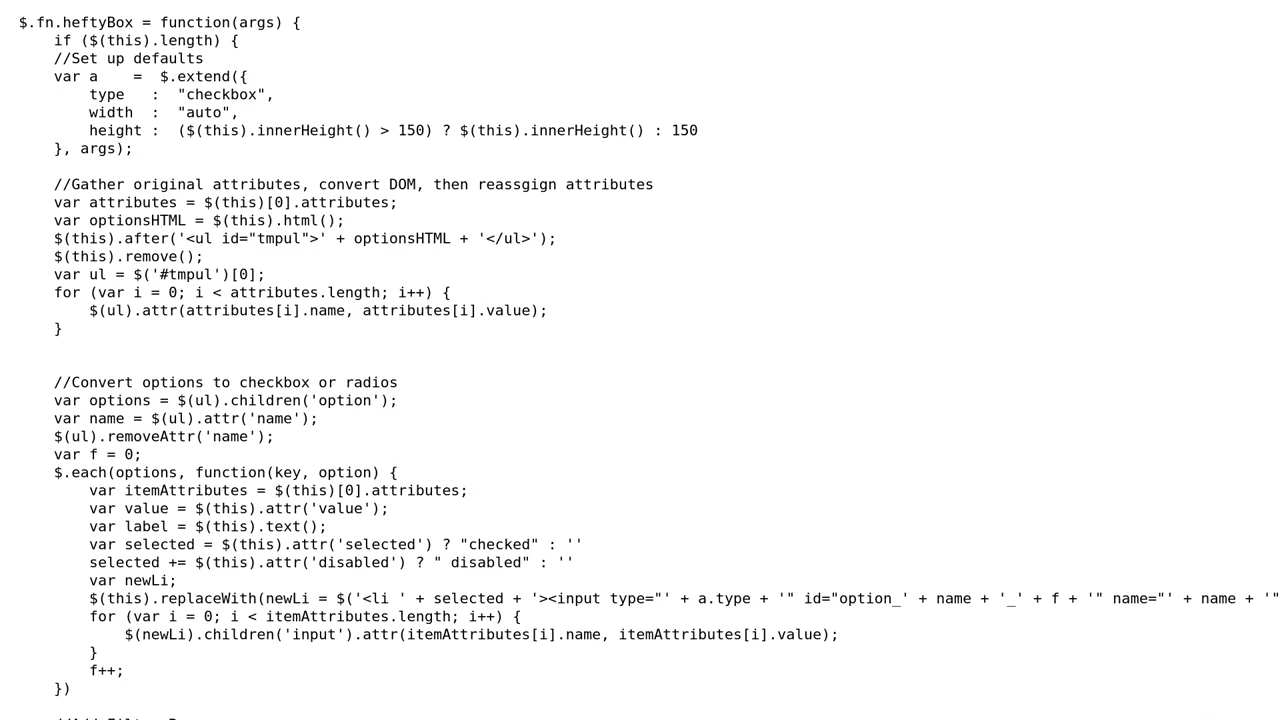 $.fn.heftyBox = function(args) {
    if ($(this).length) {
    //Set up defaults
    var a    =  $.extend({
        type   :  "checkbox",
        width  :  "auto",
        height :  ($(this).innerHeight() > 150) ? $(this).innerHeight() : 150
    }, args);

    //Gather original attributes, convert DOM, then reassgign attributes
    var attributes = $(this)[0].attributes;
    var optionsHTML = $(this).html();
    $(this).after('<ul id="tmpul">' + optionsHTML + '</ul>');
    $(this).remove();
    var ul = $('#tmpul')[0];
    for (var i = 0; i < attributes.length; i++) {
        $(ul).attr(attributes[i].name, attributes[i].value);
    }

    //Convert options to checkbox or radios
    var options = $(ul).children('option');
    var name = $(ul).attr('name');
    $(ul).removeAttr('name');
    var f = 0;
    $.each(options, function(key, option) {
        var itemAttributes = $(this)[0].attributes;
        var value = $(this).attr('value');
        var label = $(this).text();
        var selected = $(this).attr('selected') ? "checked" : ''
        selected += $(this).attr('disabled') ? " disabled" : ''
        var newLi;
        $(this).replaceWith(newLi = $('<li ' + selected + '><input type="' + a.type + '" id="option_' + name + '_' + f + '" name="' + name + '"
        for (var i = 0; i < itemAttributes.length; i++) {
            $(newLi).children('input').attr(itemAttributes[i].name, itemAttributes[i].value);
        }
        f++;
    })